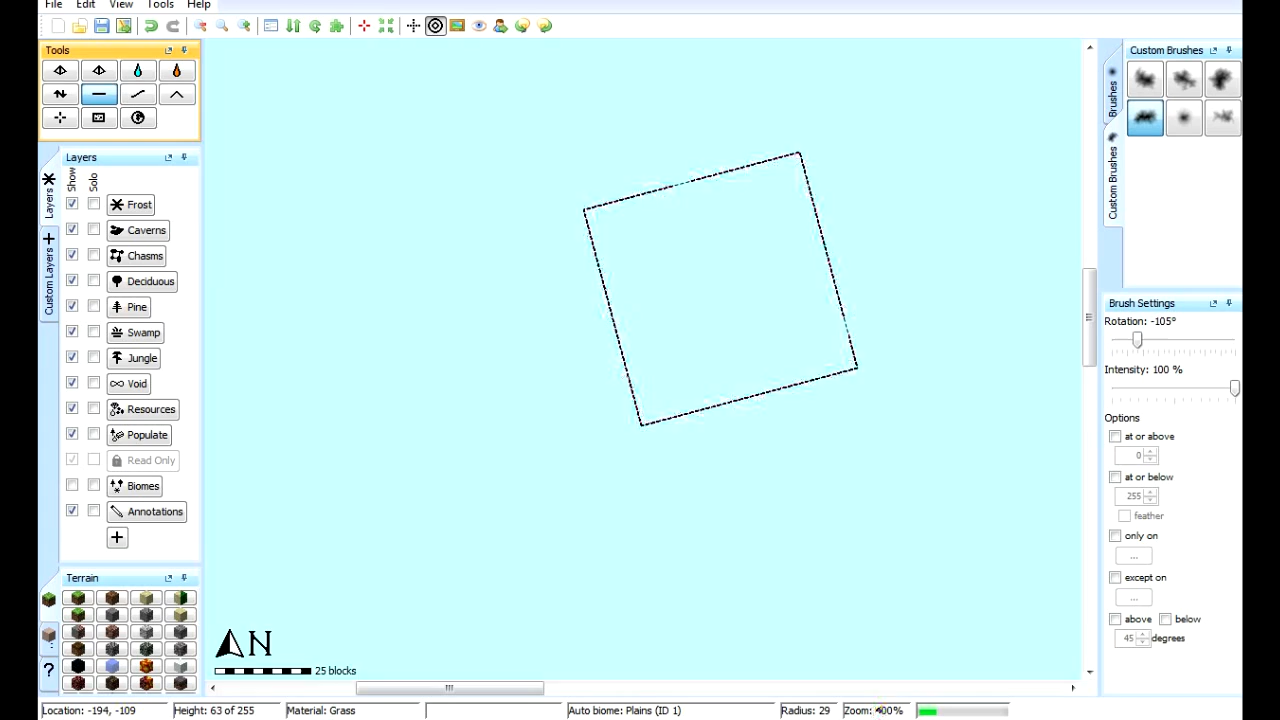 File Edit View Tools Help
Tools
Layers
Show
Solo
Layers
Custom Layers
Frost
Caverns
Chasms
Deciduous
Pine
Swamp
Jungle
Void
Resources
Populate
Read Only
Biomes
Annotations
Terrain
N
25 blocks
Custom Brushes
Brushes
Custom Brushes
Brush Settings
Rotation: -105°
Intensity: 100 %
Options
at or above
0
at or below
255
feather
only on
...
except on
...
above below
45 degrees
Location: -194, -109 Height: 63 of 255 Material: Grass Auto biome: Plains (ID 1) Radius: 29 Zoom: 400%